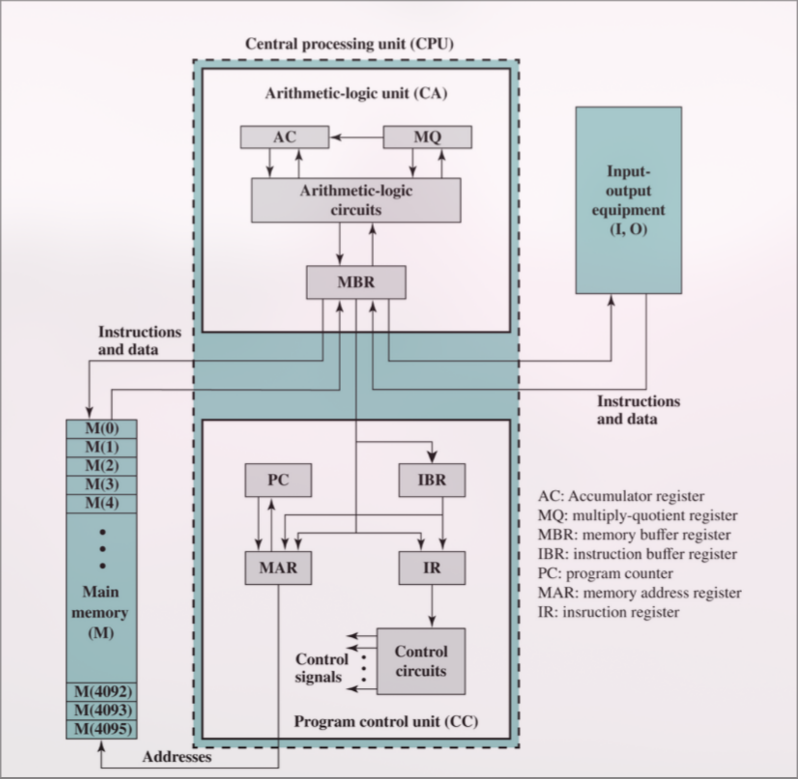 Central processing unit (CPU)
Arithmetic-logic unit (CA)
AC
MQ
Arithmetic-logic
circuits
MBR
Input-
output
equipment
(I, O)
Instructions
and data
Instructions
and data
M(0)
M(1)
M(2)
M(3)
M(4)
Main
memory
(M)
M(4092)
M(4093)
M(4095)
PC
IBR
MAR
IR
Control
signals
Control
circuits
Program control unit (CC)
Addresses
AC: Accumulator register
MQ: multiply-quotient register
MBR: memory buffer register
IBR: instruction buffer register
PC: program counter
MAR: memory address register
IR: insruction register